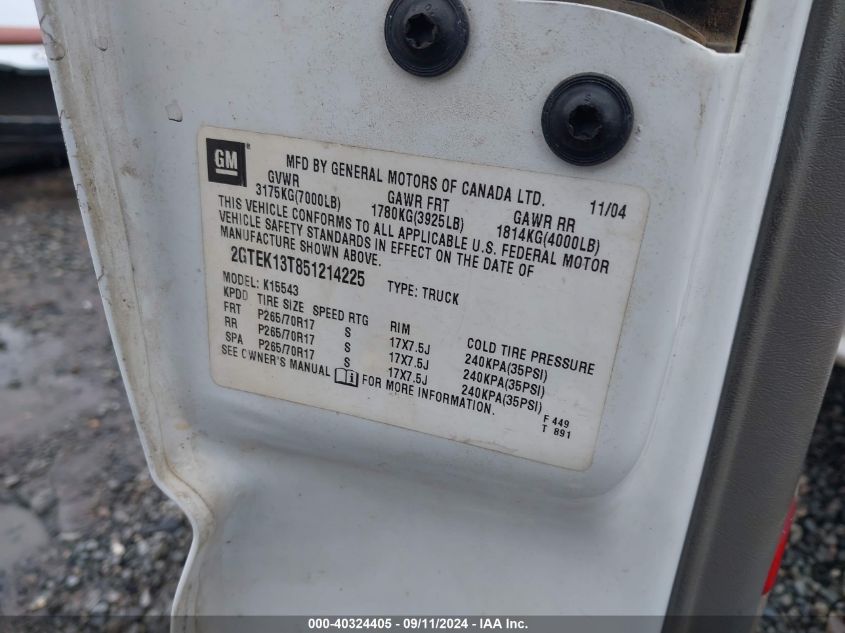 GM
MFD BY GENERAL MOTORS OF CANADA LTD. 11/04
GVWR GAWR FRT GAWR RR
3175KG(7000LB) 1780KG(3925LB) 1814KG(4000LB)
THIS VEHICLE CONFORMS TO ALL APPLICABLE U.S. FEDERAL MOTOR
VEHICLE SAFETY STANDARDS IN EFFECT ON THE DATE OF
MANUFACTURE SHOWN ABOVE.
2GTEK13T851214225 TYPE: TRUCK
MODEL: K15543
KPDD TIRE SIZE SPEED RTG RIM COLD TIRE PRESSURE
FRT P265/70R17 S 17X7.5J 240KPA(35PSI)
RR P265/70R17 S 17X7.5J 240KPA(35PSI)
SPA P265/70R17 S 17X7.5J 240KPA(35PSI)
SEE OWNER'S MANUAL FOR MORE INFORMATION.
F 449
T 891
000-40324405 - 09/11/2024 - IAA Inc.